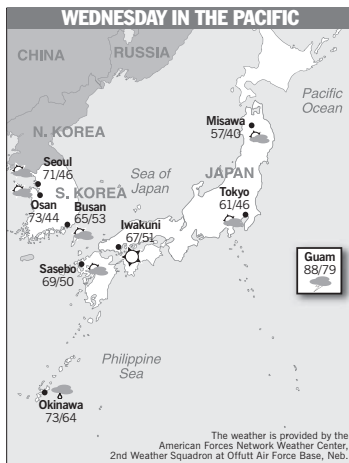 WEDNESDAY IN THE PACIFIC
CHINA
RUSSIA
Pacific
Ocean
Misawa
57/40
N. KOREA
Seoul
71/46
Sea of
Japan
JAPAN
S. KOREA
Osan
73/44
Busan
65/53
Tokyo
61/46
Iwakuni
67/51
Sasebo
69/50
Guam
88/79
Philippine
Sea
Okinawa
73/64
The weather is provided by the
American Forces Network Weather Center,
2nd Weather Squadron at Offutt Air Force Base, Neb.